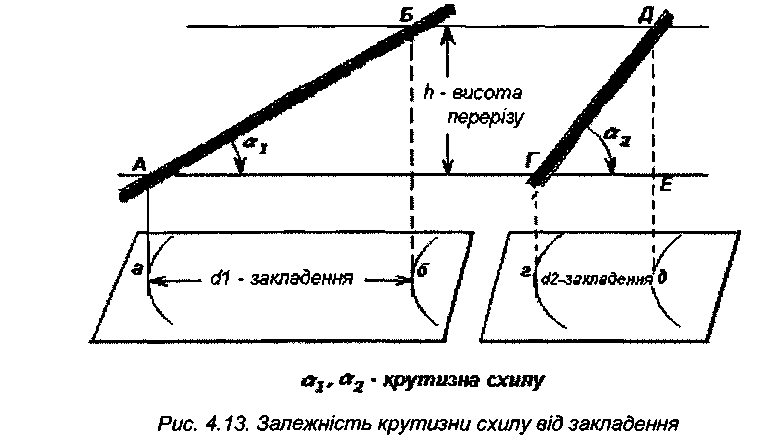 Б
Д
h - висота
перерізу
α1
α2
А
Г
Е
а
d1 - закладення
б
г
d2-закладення
д
α1, α2 - крутизна схилу
Рис. 4.13. Залежність крутизни схилу від закладення